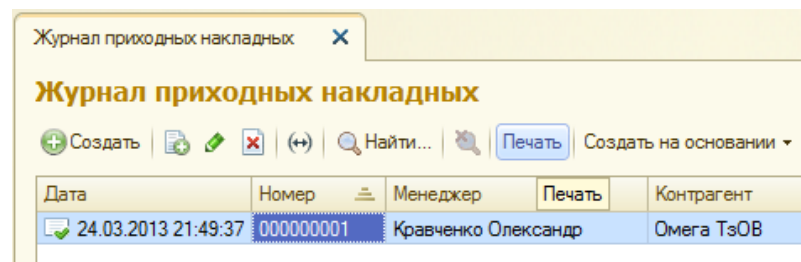 Журнал приходных накладных
Журнал приходных накладных
Создать Найти... Печать Создать на основании
Дата Номер Менеджер Печать Контрагент
24.03.2013 21:49:37 000000001 Кравченко Олександр Омега ТзОВ